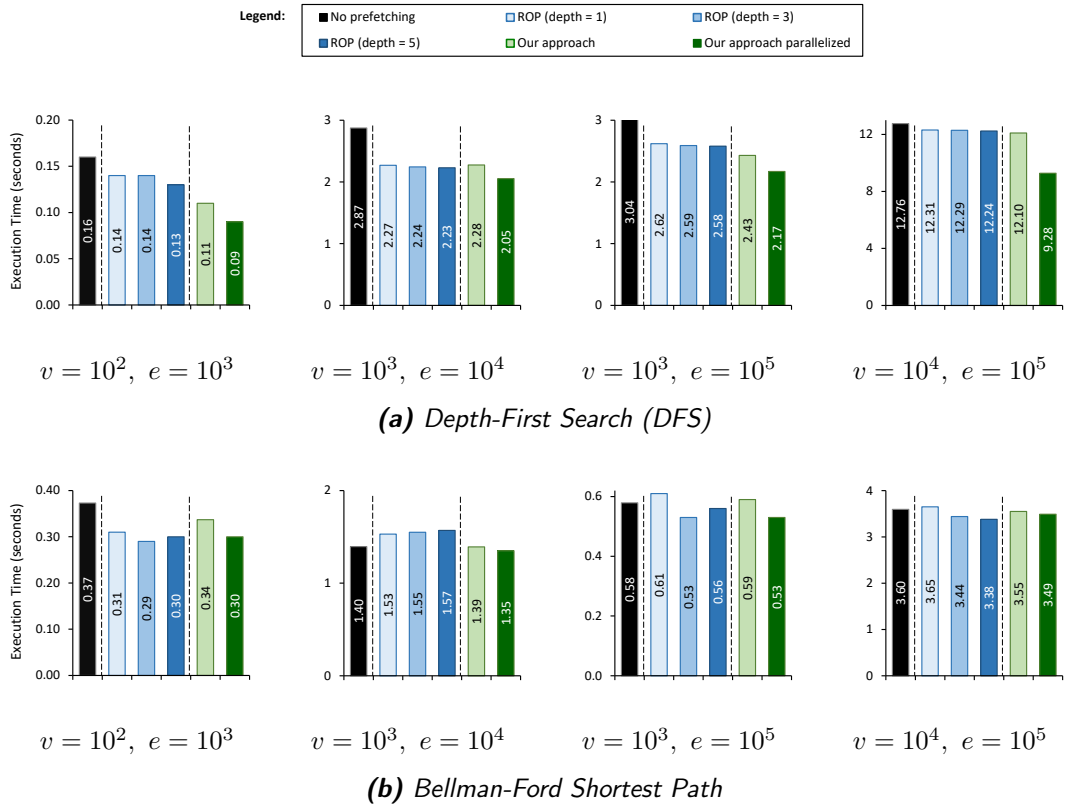 Legend: No prefetching ROP (depth = 1) ROP (depth = 3)
ROP (depth = 5) Our approach Our approach parallelized
Execution Time (seconds)
0.20
0.15
0.10
0.05
0.00
0.16 0.14 0.14 0.13 0.11 0.09
3
2
1
0
2.87 2.27 2.24 2.23 2.28 2.05
3
2
1
0
3.04 2.62 2.59 2.58 2.43 2.17
12
8
4
0
12.76 12.31 12.29 12.24 12.10 9.28
v = 10², e = 10³ v = 10³, e = 10⁴ v = 10³, e = 10⁵ v = 10⁴, e = 10⁵
(a) Depth-First Search (DFS)
Execution Time (seconds)
0.40
0.30
0.20
0.10
0.00
0.37 0.31 0.29 0.30 0.34 0.30
2
1
0
1.40 1.53 1.55 1.57 1.39 1.35
0.6
0.4
0.2
0.0
0.58 0.61 0.53 0.56 0.59 0.53
4
3
2
1
0
3.60 3.65 3.44 3.38 3.55 3.49
v = 10², e = 10³ v = 10³, e = 10⁴ v = 10³, e = 10⁵ v = 10⁴, e = 10⁵
(b) Bellman-Ford Shortest Path